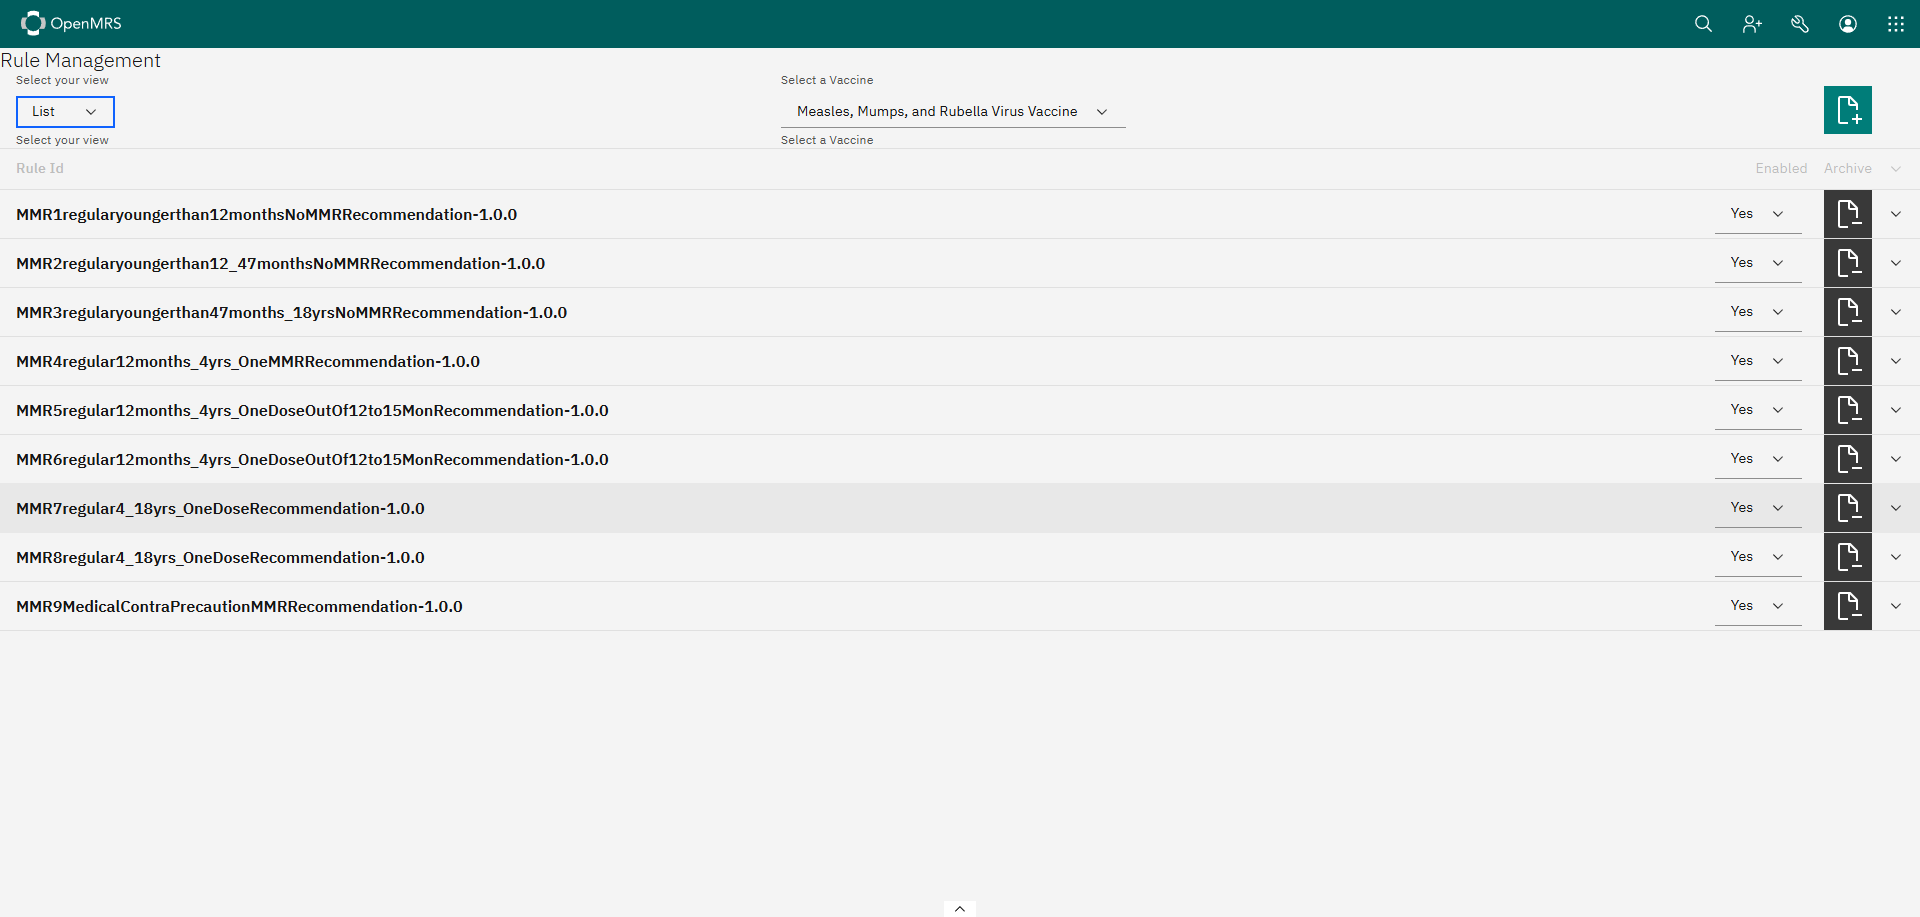 OpenMRS
Rule Management
Select your view
Select a Vaccine
List
Measles, Mumps, and Rubella Virus Vaccine
Select your view
Select a Vaccine
Rule Id
Enabled
Archive
MMR1regularyoungerthan12monthsNoMMRRecommendation-1.0.0
Yes
MMR2regularyoungerthan12_47monthsNoMMRRecommendation-1.0.0
Yes
MMR3regularyoungerthan47months_18yrsNoMMRRecommendation-1.0.0
Yes
MMR4regular12months_4yrs_OneMMRRecommendation-1.0.0
Yes
MMR5regular12months_4yrs_OneDoseOutOf12to15MonRecommendation-1.0.0
Yes
MMR6regular12months_4yrs_OneDoseOutOf12to15MonRecommendation-1.0.0
Yes
MMR7regular4_18yrs_OneDoseRecommendation-1.0.0
Yes
MMR8regular4_18yrs_OneDoseRecommendation-1.0.0
Yes
MMR9MedicalContraPrecautionMMRRecommendation-1.0.0
Yes